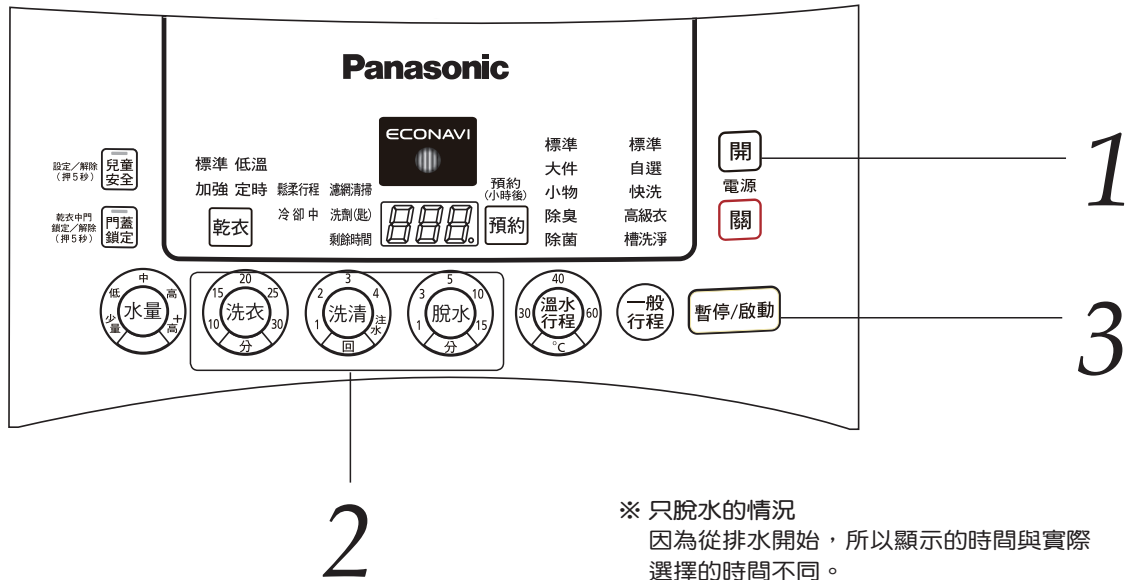 Panasonic
ECONAVI
設定／解除
（押5秒）
兒童
安全
乾衣中門
鎖定／解除
（押5秒）
門蓋
鎖定
標準 低溫
加強 定時
乾衣
鬆柔行程
冷卻中
濾網清掃
洗劑(匙)
剩餘時間
888.
預約
(小時後)
預約
標準
大件
小物
除臭
除菌
標準
自選
快洗
高級衣
槽洗淨
開
電源
關
1
少量 低 中 高 十高
水量
10 15 20 25 30
洗衣
分
1 2 3 4 注水
洗清
回
1 3 5 10 15
脫水
分
30 40 60
溫水
行程
°C
一般
行程
暫停/啟動
3
2
※ 只脫水的情況
因為從排水開始，所以顯示的時間與實際
選擇的時間不同。